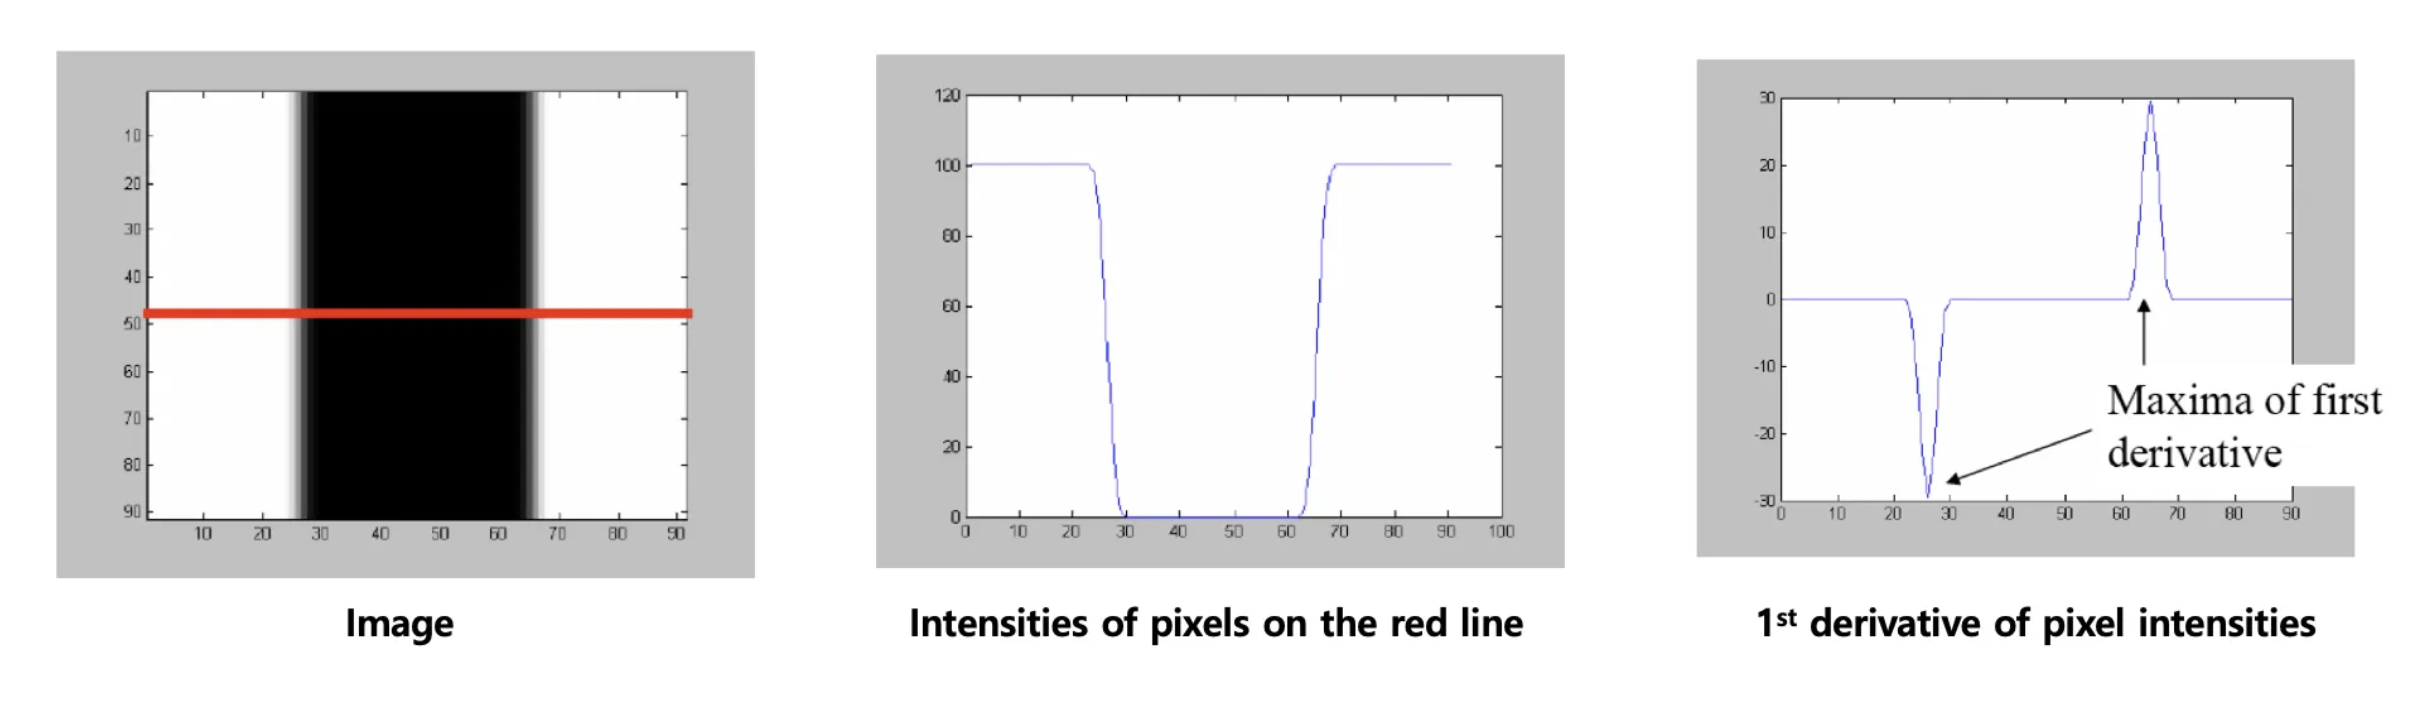 10
20
30
40
50
60
70
80
90
10 20 30 40 50 60 70 80 90
Image
120
100
80
60
40
20
0
0 10 20 30 40 50 60 70 80 90 100
Intensities of pixels on the red line
30
20
10
0
-10
-20
-30
0 10 20 30 40 50 60 70 80 90
Maxima of first
derivative
1st derivative of pixel intensities